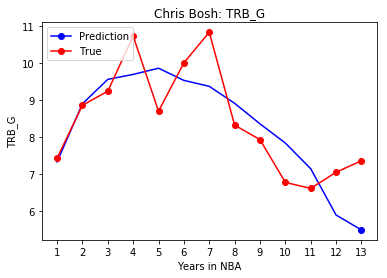 Chris Bosh: TRB_G
Prediction
True
TRB_G
11
10
9
8
7
6
1 2 3 4 5 6 7 8 9 10 11 12 13
Years in NBA